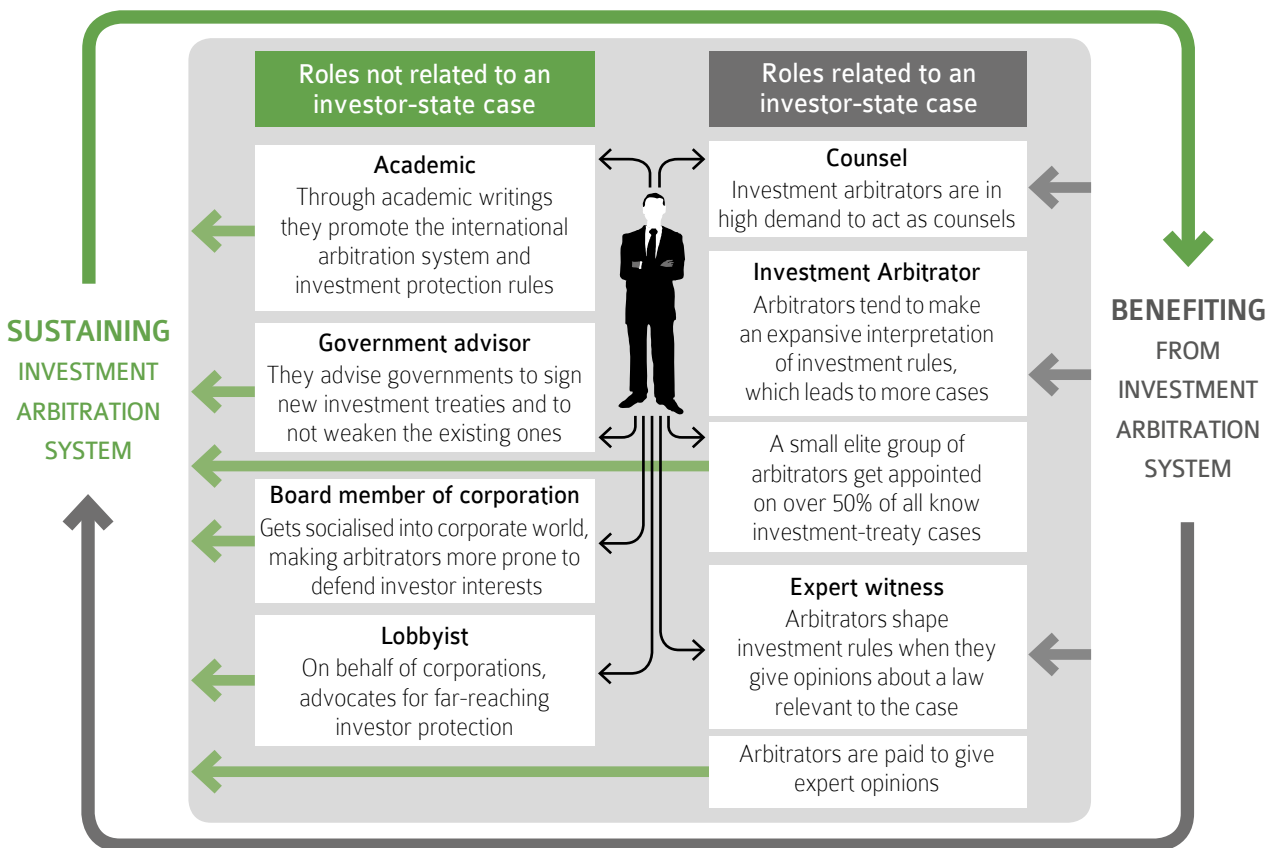 Roles not related to an
investor-state case
Academic
Through academic writings
they promote the international
arbitration system and
investment protection rules
Government advisor
They advise governments to sign
new investment treaties and to
not weaken the existing ones
Board member of corporation
Gets socialised into corporate world,
making arbitrators more prone to
defend investor interests
Lobbyist
On behalf of corporations,
advocates for far-reaching
investor protection
Roles related to an
investor-state case
Counsel
Investment arbitrators are in
high demand to act as counsels
Investment Arbitrator
Arbitrators tend to make
an expansive interpretation
of investment rules,
which leads to more cases
A small elite group of
arbitrators get appointed
on over 50% of all know
investment-treaty cases
Expert witness
Arbitrators shape
investment rules when they
give opinions about a law
relevant to the case
Arbitrators are paid to give
expert opinions
SUSTAINING
INVESTMENT
ARBITRATION
SYSTEM
BENEFITING
FROM
INVESTMENT
ARBITRATION
SYSTEM